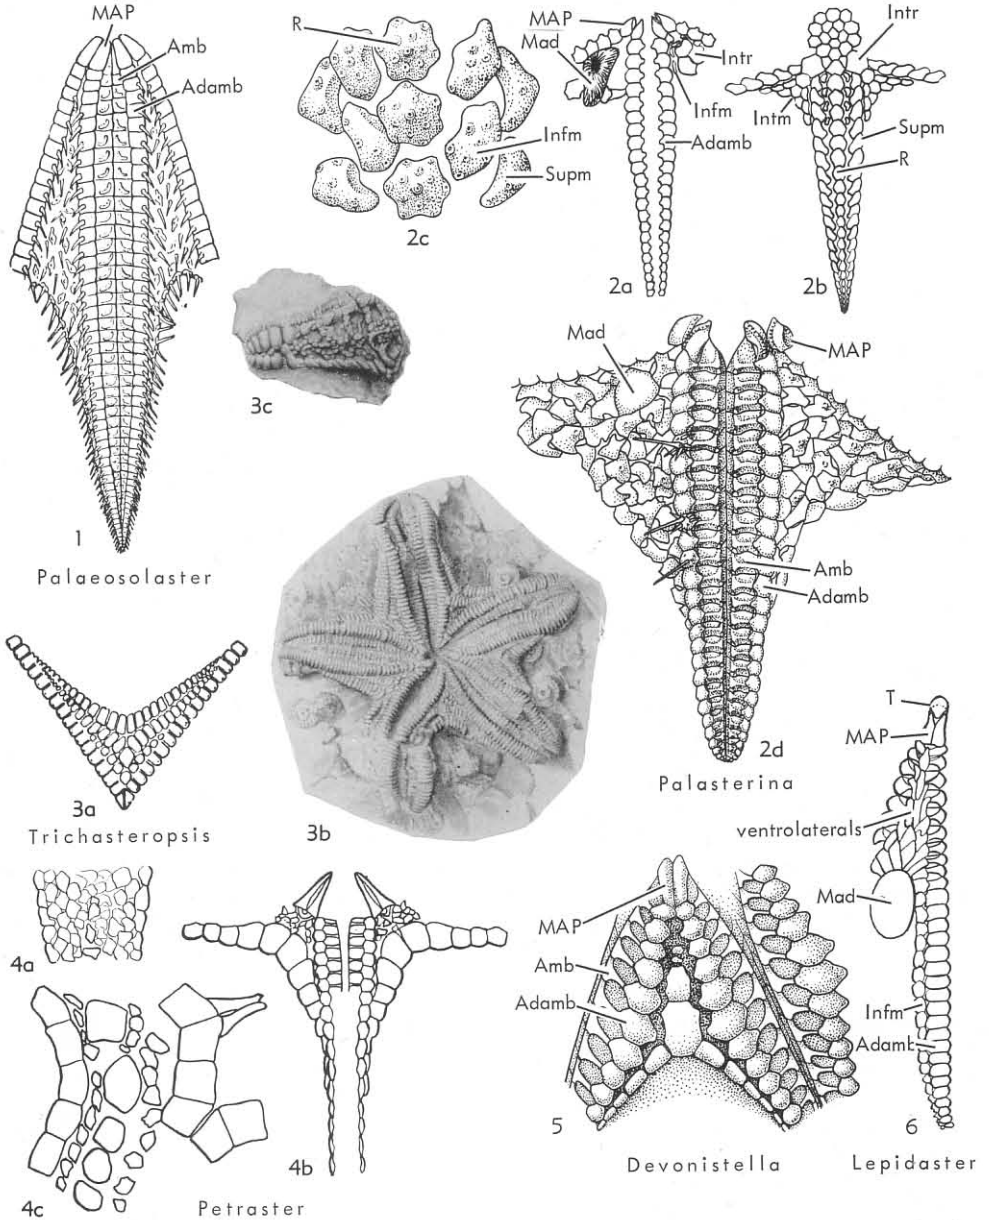 MAP
Amb
Adamb
1
Palaeosolaster
R
Infm
Supm
2c
MAP
Mad
Intr
Infm
Adamb
2a
Intr
Intm
Supm
R
2b
3c
Mad
MAP
Amb
Adamb
2d
Palasterina
3a
Trichasteropsis
3b
4a
4b
4c
Petraster
MAP
Amb
Adamb
5
Devonistella
T
MAP
ventrolaterals
Mad
Infm
Adamb
6
Lepidaster